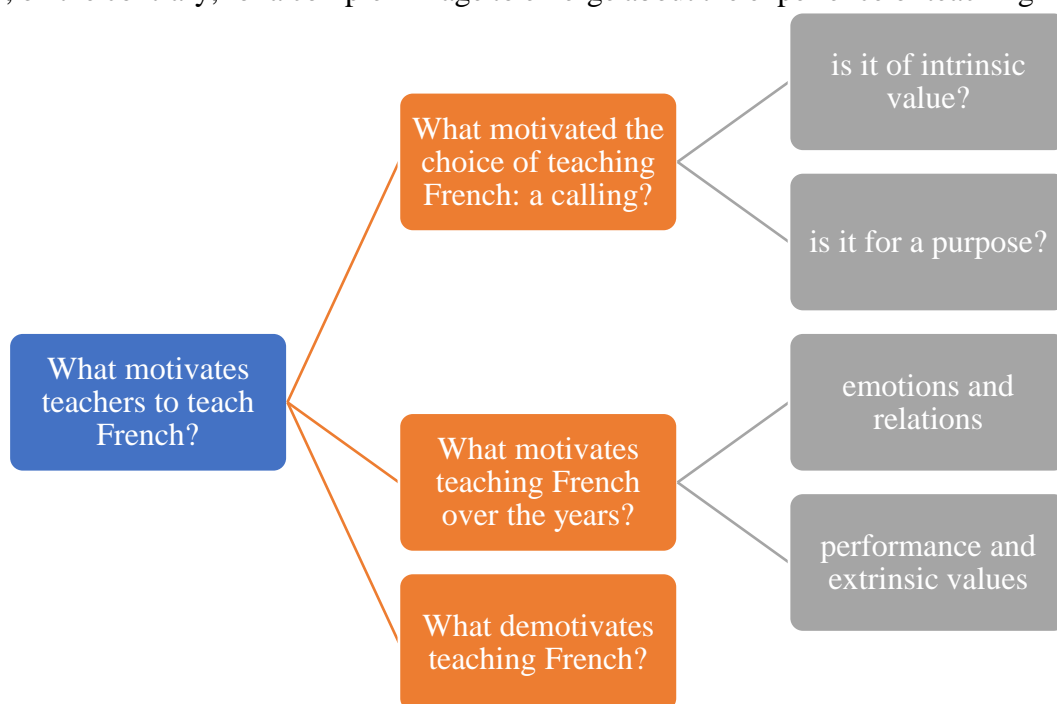 is it of intrinsic
value?
What motivated the
choice of teaching
French: a calling?
is it for a purpose?
What motivates
teachers to teach
French?
emotions and
relations
What motivates
teaching French
over the years?
performance and
extrinsic values
What demotivates
teaching French?